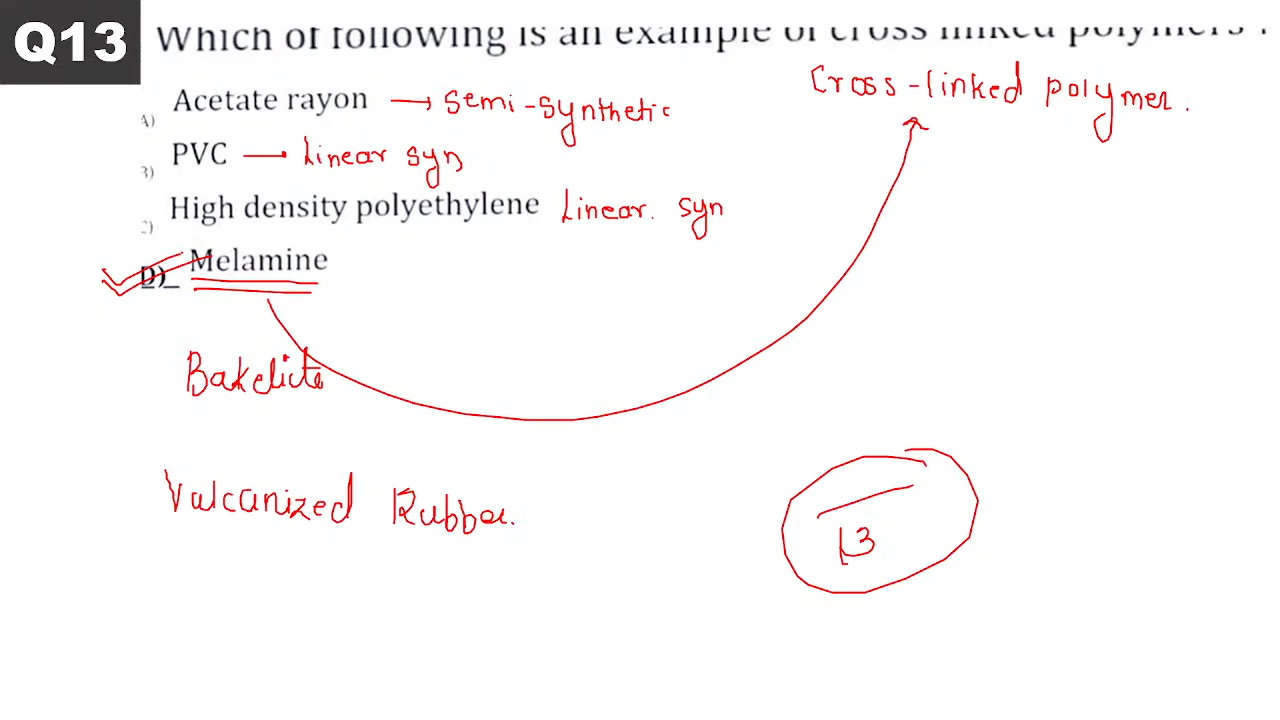 Q13 Which of following is an example of cross linked polymers ?
Cross-linked polymer.
A) Acetate rayon → Semi-synthetic
B) PVC — Linear syn
C) High density polyethylene Linear. syn
D) Melamine
Bakelite
Vulcanized Rubber.
13